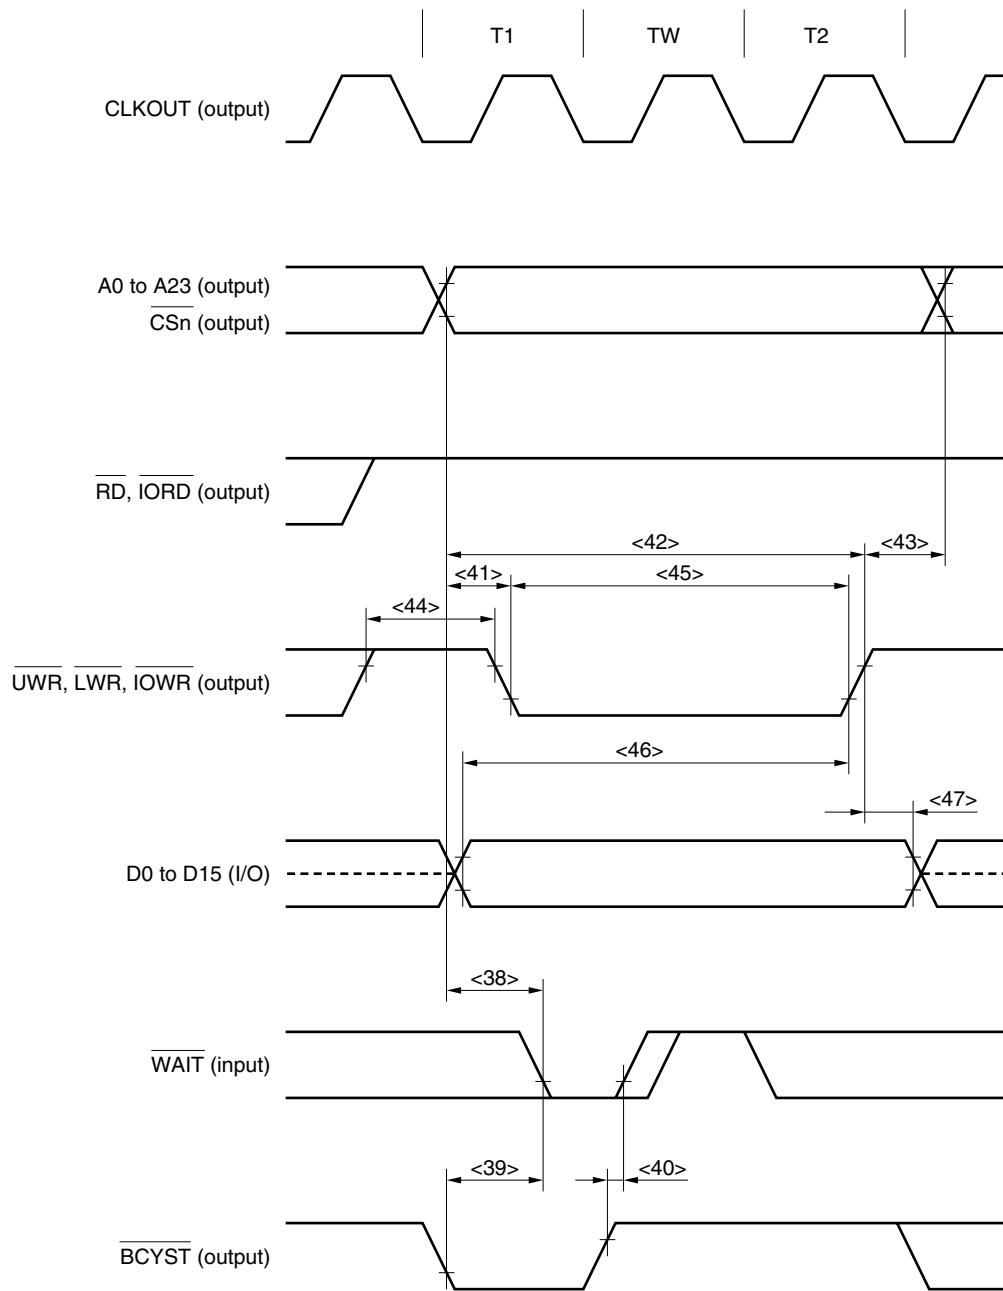 T1 TW T2
CLKOUT (output)
A0 to A23 (output)
CSn (output)
RD, IORD (output)
<42> <43>
<41> <45>
<44>
UWR, LWR, IOWR (output)
<46>
<47>
D0 to D15 (I/O)
<38>
WAIT (input)
<39> <40>
BCYST (output)